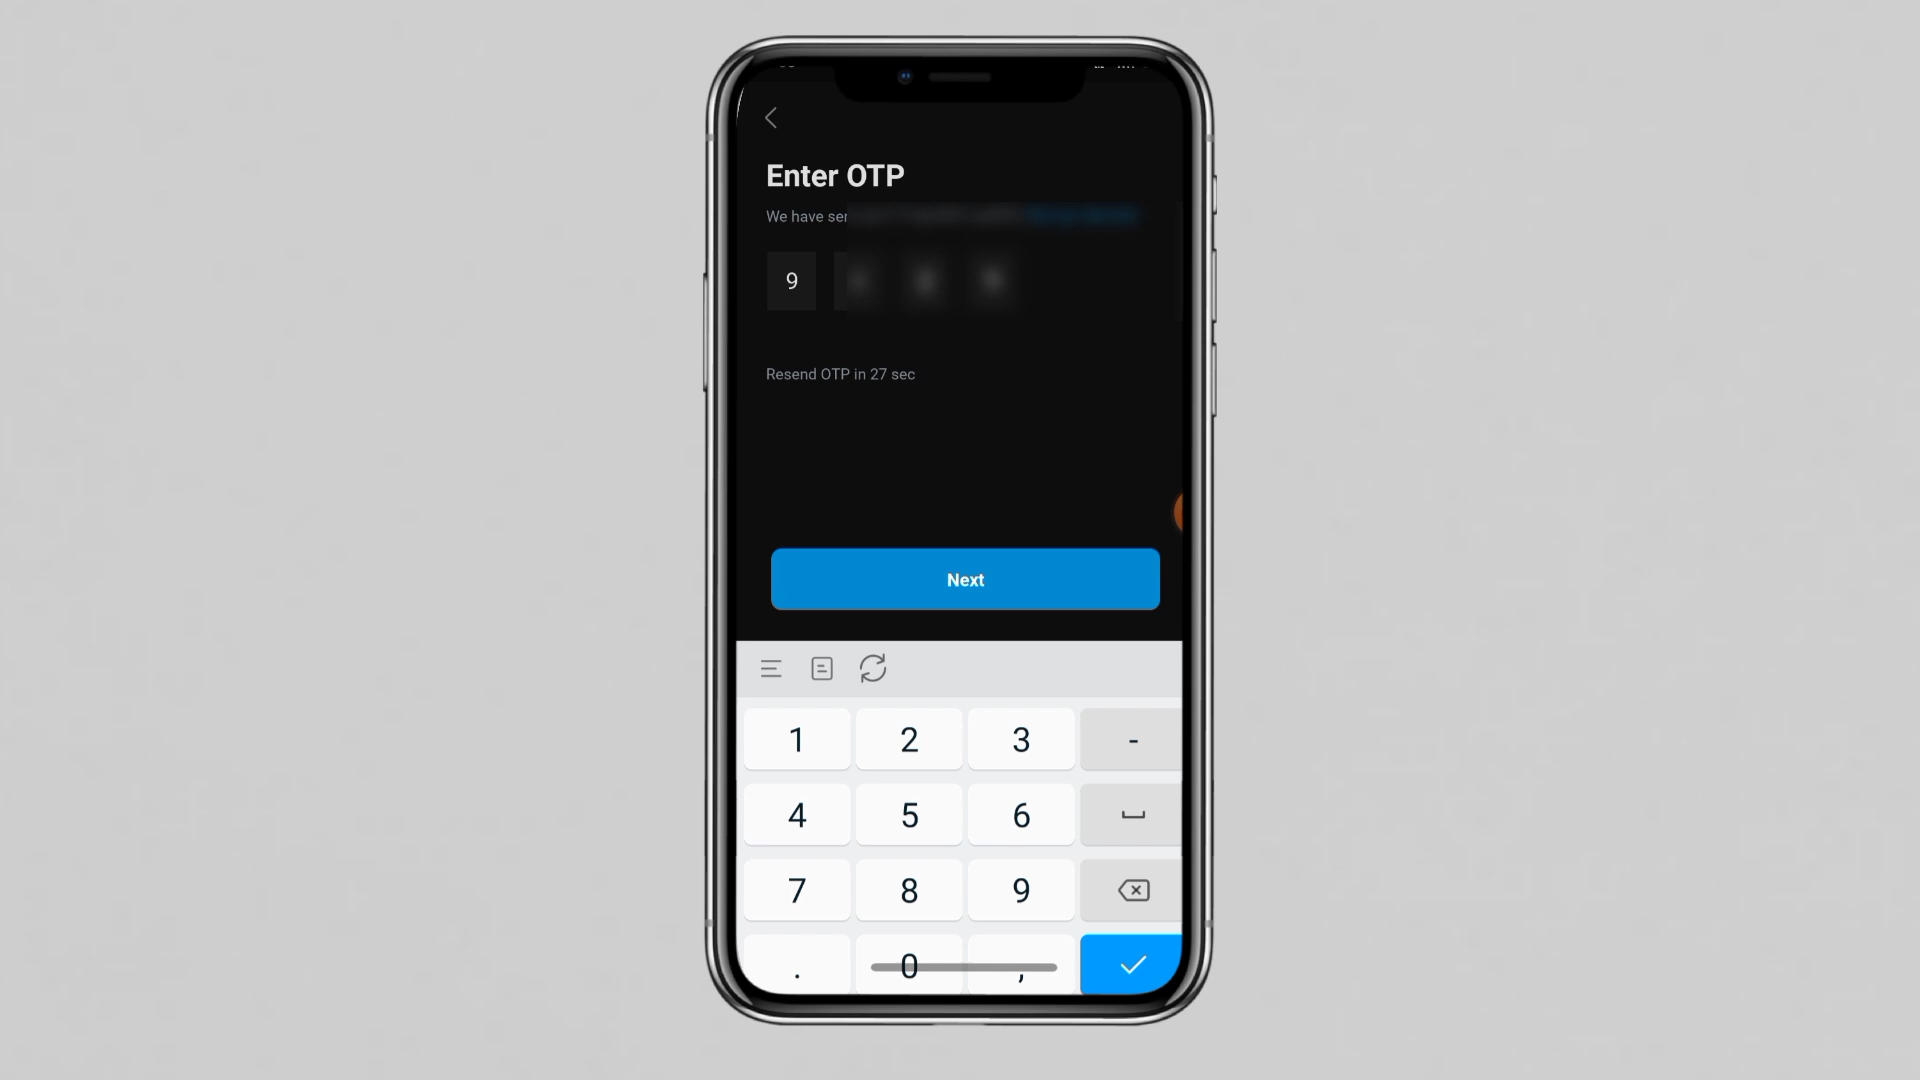 Enter OTP
We have
9
Resend OTP in 27 sec
Next
1 2 3 -
4 5 6
7 8 9
. 0 ,